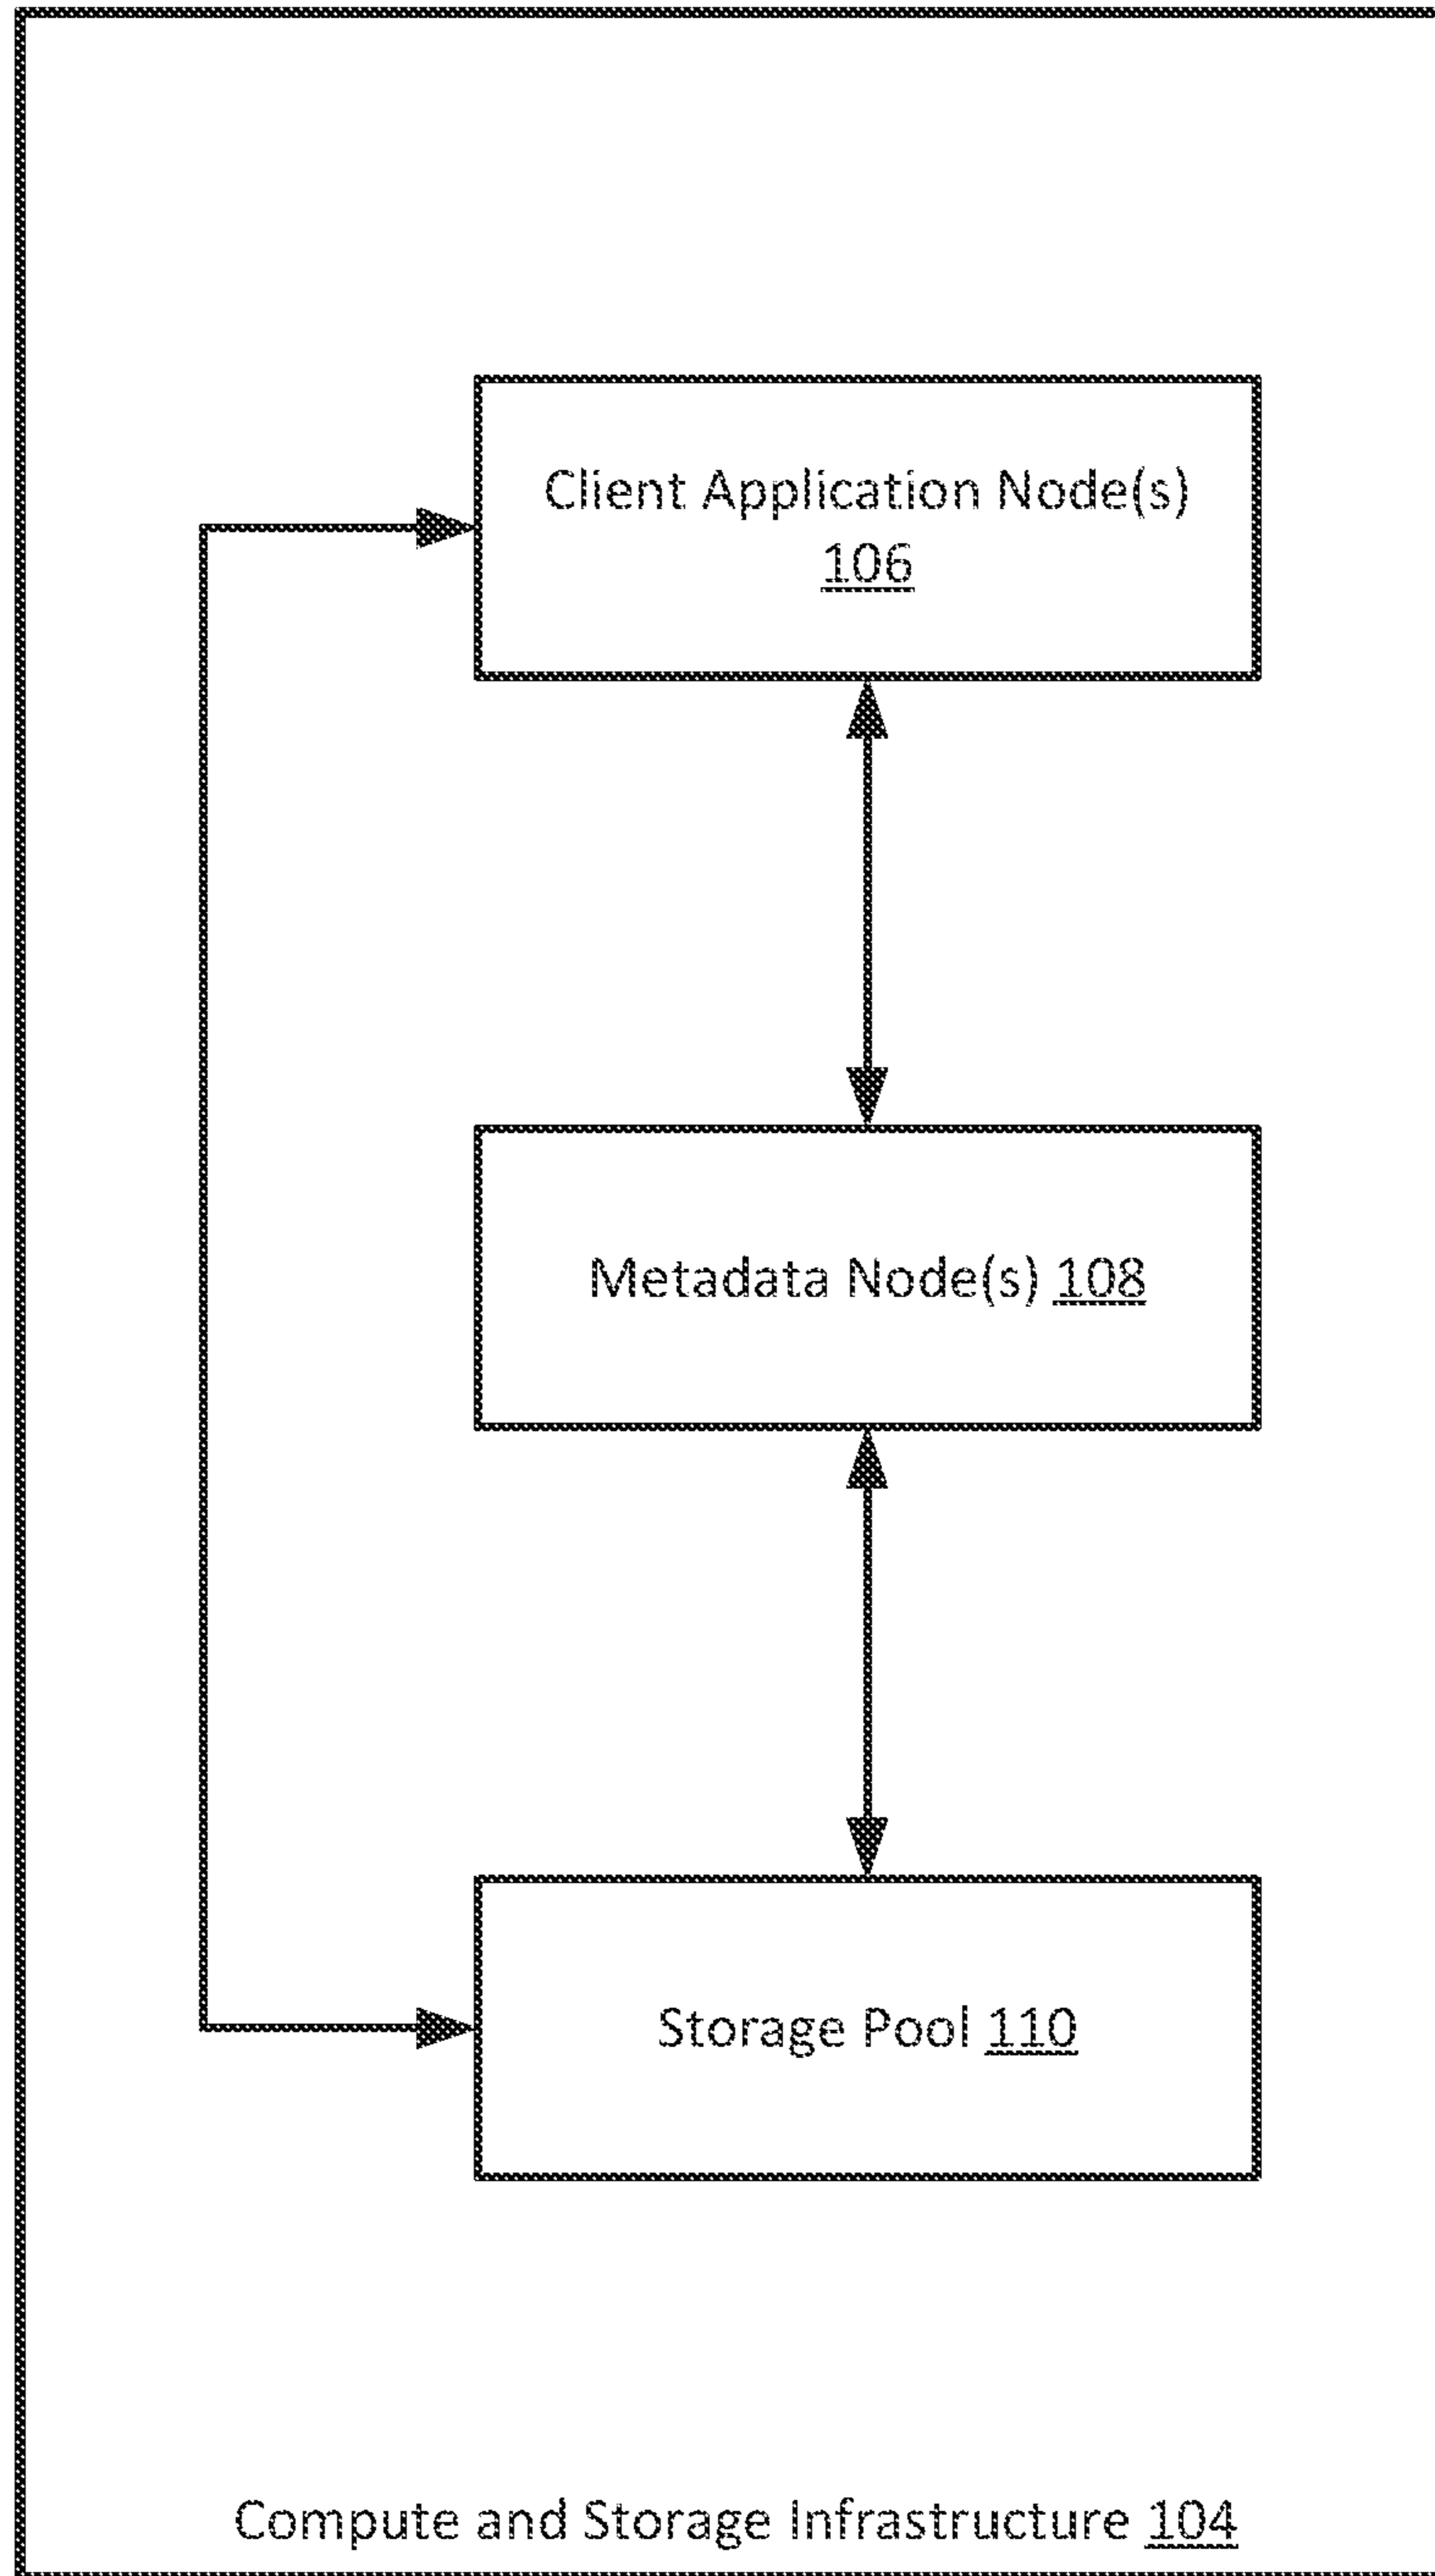 Client Application Node(s)
106
Metadata Node(s) 108
Storage Pool 110
Compute and Storage Infrastructure 104